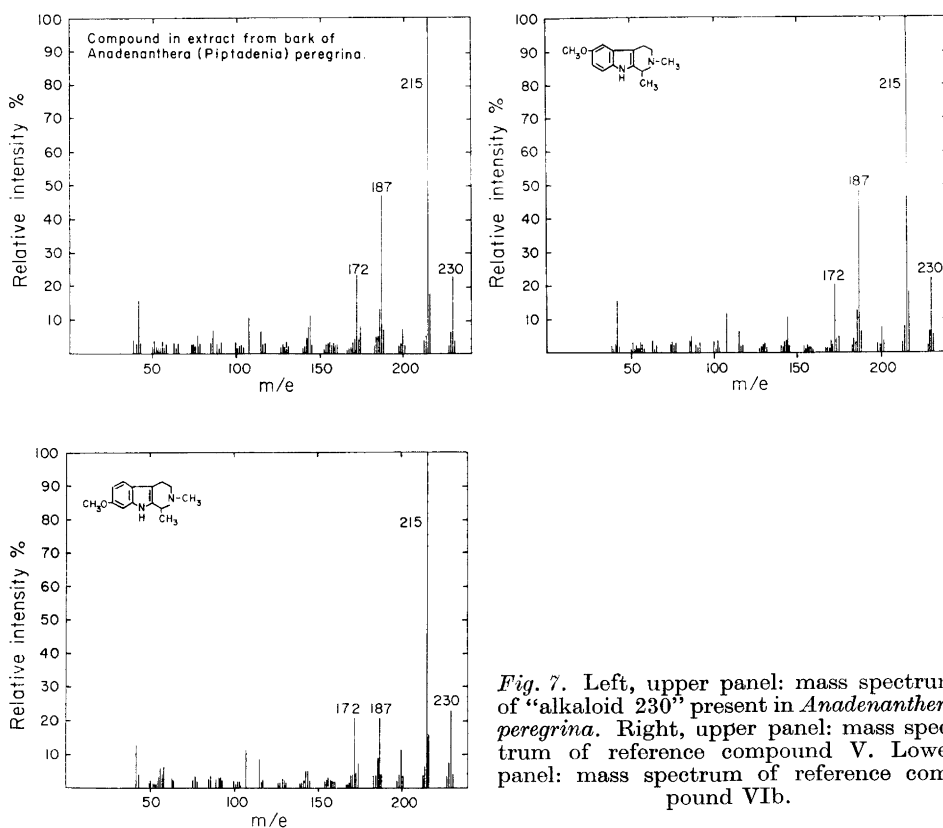 Compound in extract from bark of
Anadenanthera (Piptadenia) peregrina.
Relative intensity %
100
90
80
70
60
50
40
30
20
10
215
187
172
230
50
100
150
200
m/e
Relative intensity %
100
90
80
70
60
50
40
30
20
10
CH₃O
N
H
N-CH₃
CH₃
215
187
172
230
50
100
150
200
m/e
Relative intensity %
100
90
80
70
60
50
40
30
20
10
CH₃O
N
H
N-CH₃
CH₃
215
172
187
230
50
100
150
200
m/e
Fig. 7. Left, upper panel: mass
of "alkaloid 230" present in Anadenanther
peregrina. Right, upper panel: mass spec
trum of reference compound V. Lowe
panel: mass spectrum of reference com
pound VIb.